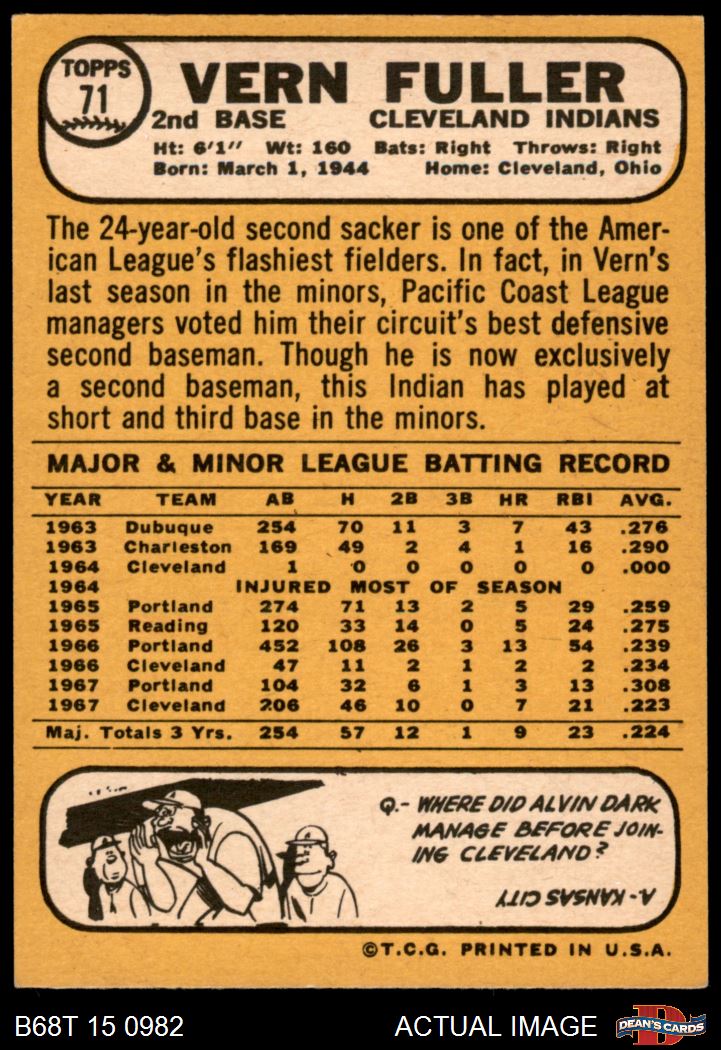 TOPPS
71
VERN FULLER
2nd BASE CLEVELAND INDIANS
Ht: 6'1" Wt: 160 Bats: Right Throws: Right
Born: March 1, 1944 Home: Cleveland, Ohio
The 24-year-old second sacker is one of the Amer-
ican League's flashiest fielders. In fact, in Vern's
last season in the minors, Pacific Coast League
managers voted him their circuit's best defensive
second baseman. Though he is now exclusively
a second baseman, this Indian has played at
short and third base in the minors.
MAJOR & MINOR LEAGUE BATTING RECORD
YEAR TEAM AB H 2B 3B HR RBI AVG.
1963 Dubuque 254 70 11 3 7 43 .276
1963 Charleston 169 49 2 4 1 16 .290
1964 Cleveland 1 0 0 0 0 0 .000
1964 INJURED MOST OF SEASON
1965 Portland 274 71 13 2 5 29 .259
1965 Reading 120 33 14 0 5 24 .275
1966 Portland 452 108 26 3 13 54 .239
1966 Cleveland 47 11 2 1 2 2 .234
1967 Portland 104 32 6 1 3 13 .308
1967 Cleveland 206 46 10 0 7 21 .223
Maj. Totals 3 Yrs. 254 57 12 1 9 23 .224
Q.- WHERE DID ALVIN DARK
MANAGE BEFORE JOIN-
ING CLEVELAND?
A.- KANSAS CITY
©T.C.G. PRINTED IN U.S.A.
B68T 15 0982 ACTUAL IMAGE DEAN'S CARDS